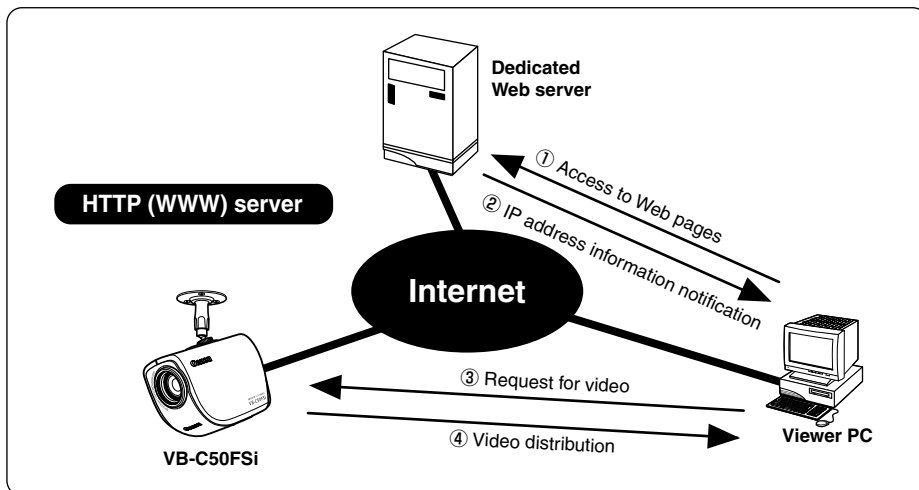 Dedicated
Web server
① Access to Web pages
② IP address information notification
HTTP (WWW) server
Internet
Canon
③ Request for video
④ Video distribution
VB-C50FSi
Viewer PC